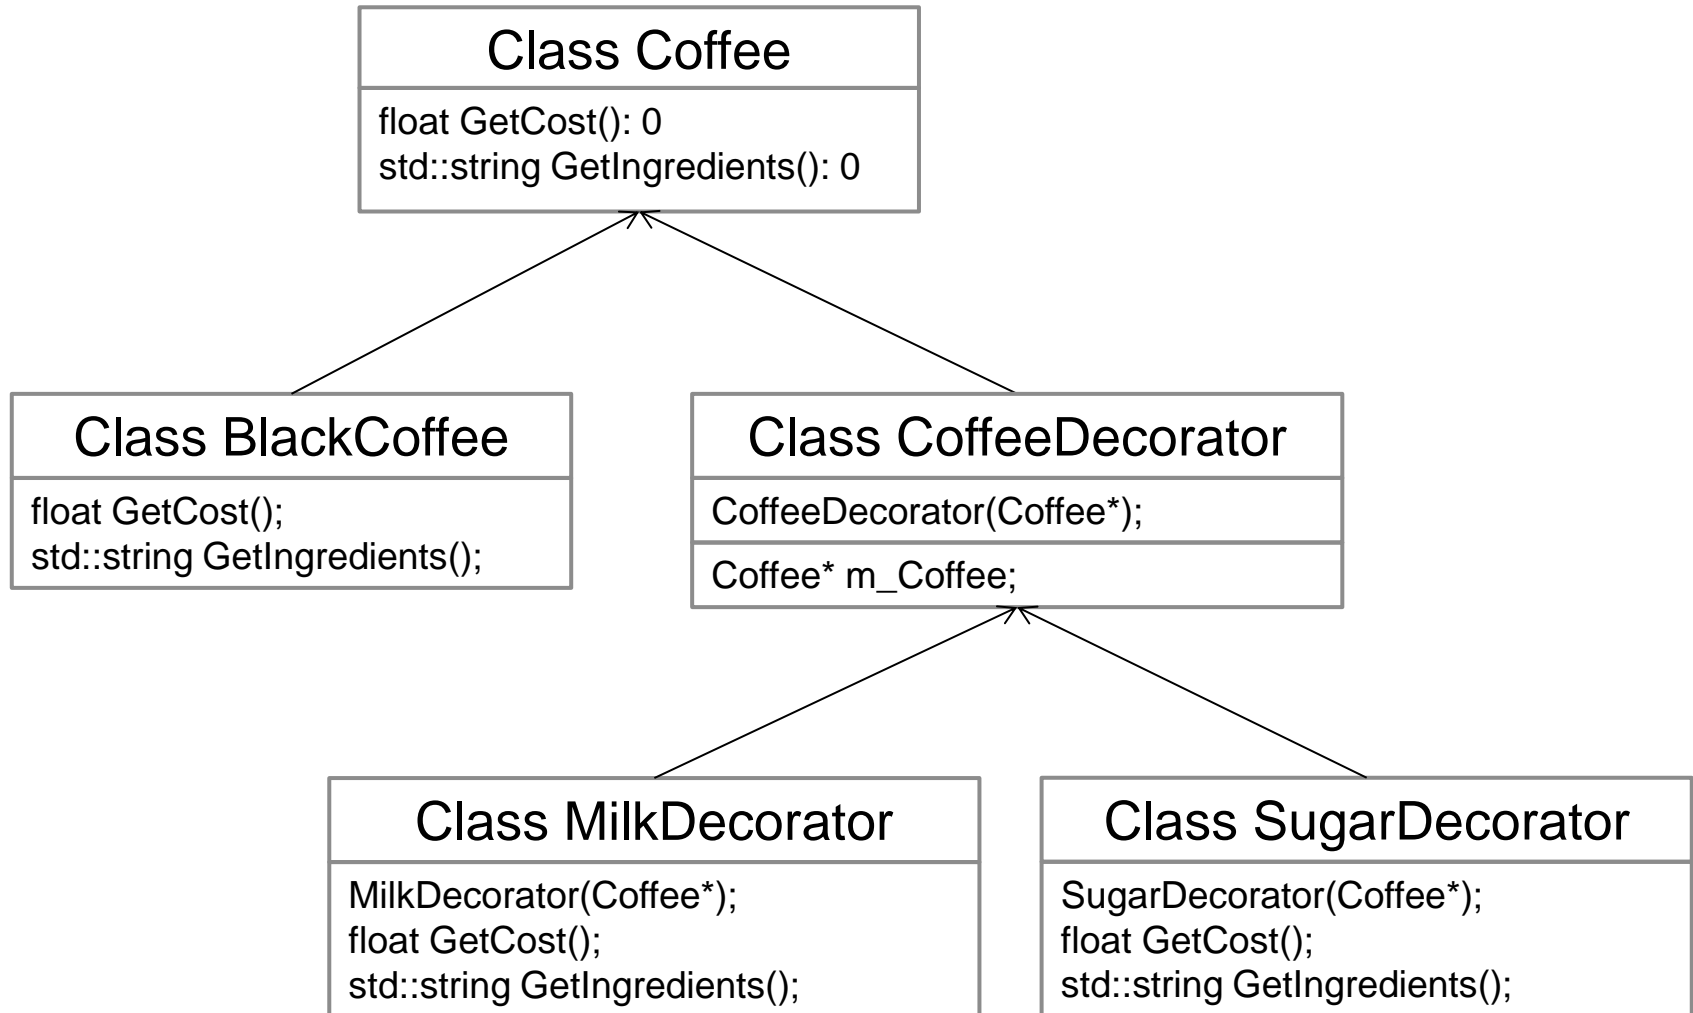 Class Coffee
float GetCost(): 0
std::string GetIngredients(): 0
Class BlackCoffee
float GetCost();
std::string GetIngredients();
Class CoffeeDecorator
CoffeeDecorator(Coffee*);
Coffee* m_Coffee;
Class MilkDecorator
MilkDecorator(Coffee*);
float GetCost();
std::string GetIngredients();
Class SugarDecorator
SugarDecorator(Coffee*);
float GetCost();
std::string GetIngredients();